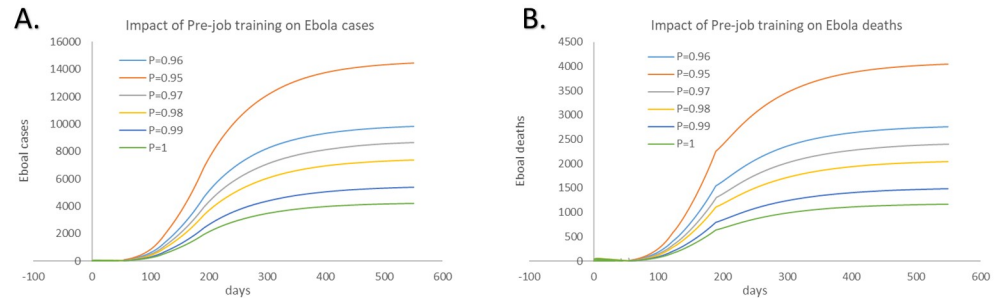 A.
Impact of Pre-job training on Ebola cases
16000
14000
12000
10000
8000
6000
4000
2000
0
Eboal cases
P=0.96
P=0.95
P=0.97
P=0.98
P=0.99
P=1
-100
0
100
200
300
400
500
600
days
B.
Impact of Pre-job training on Ebola deaths
4500
4000
3500
3000
2500
2000
1500
1000
500
0
Eboal deaths
P=0.96
P=0.95
P=0.97
P=0.98
P=0.99
P=1
-100
0
100
200
300
400
500
600
days